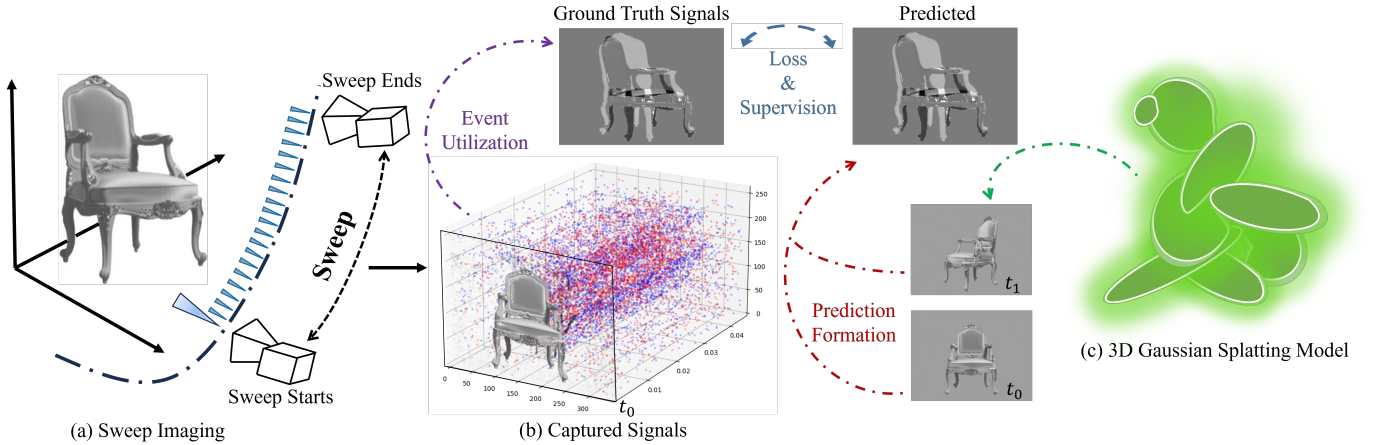 Ground Truth Signals
Predicted
Sweep Ends
Loss
&
Supervision
Event
Utilization
Sweep
250
200
150
100
50
0
0.04
0.03
0.02
0.01
0
50
100
150
200
250
300
t₀
Sweep Starts
Prediction
Formation
t₁
t₀
(a) Sweep Imaging
(b) Captured Signals
(c) 3D Gaussian Splatting Model